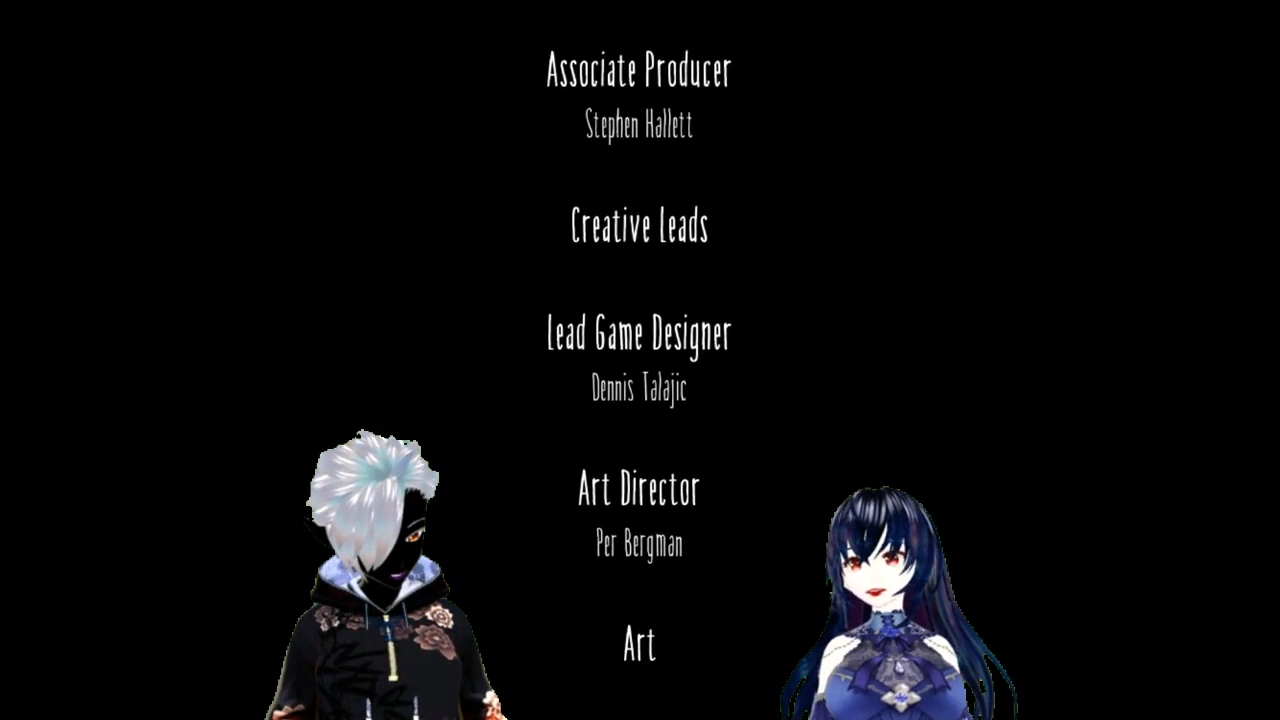 Associate Producer
Stephen Hallett
Creative Leads
Lead Game Designer
Dennis Talajic
Art Director
Per Bergman
Art